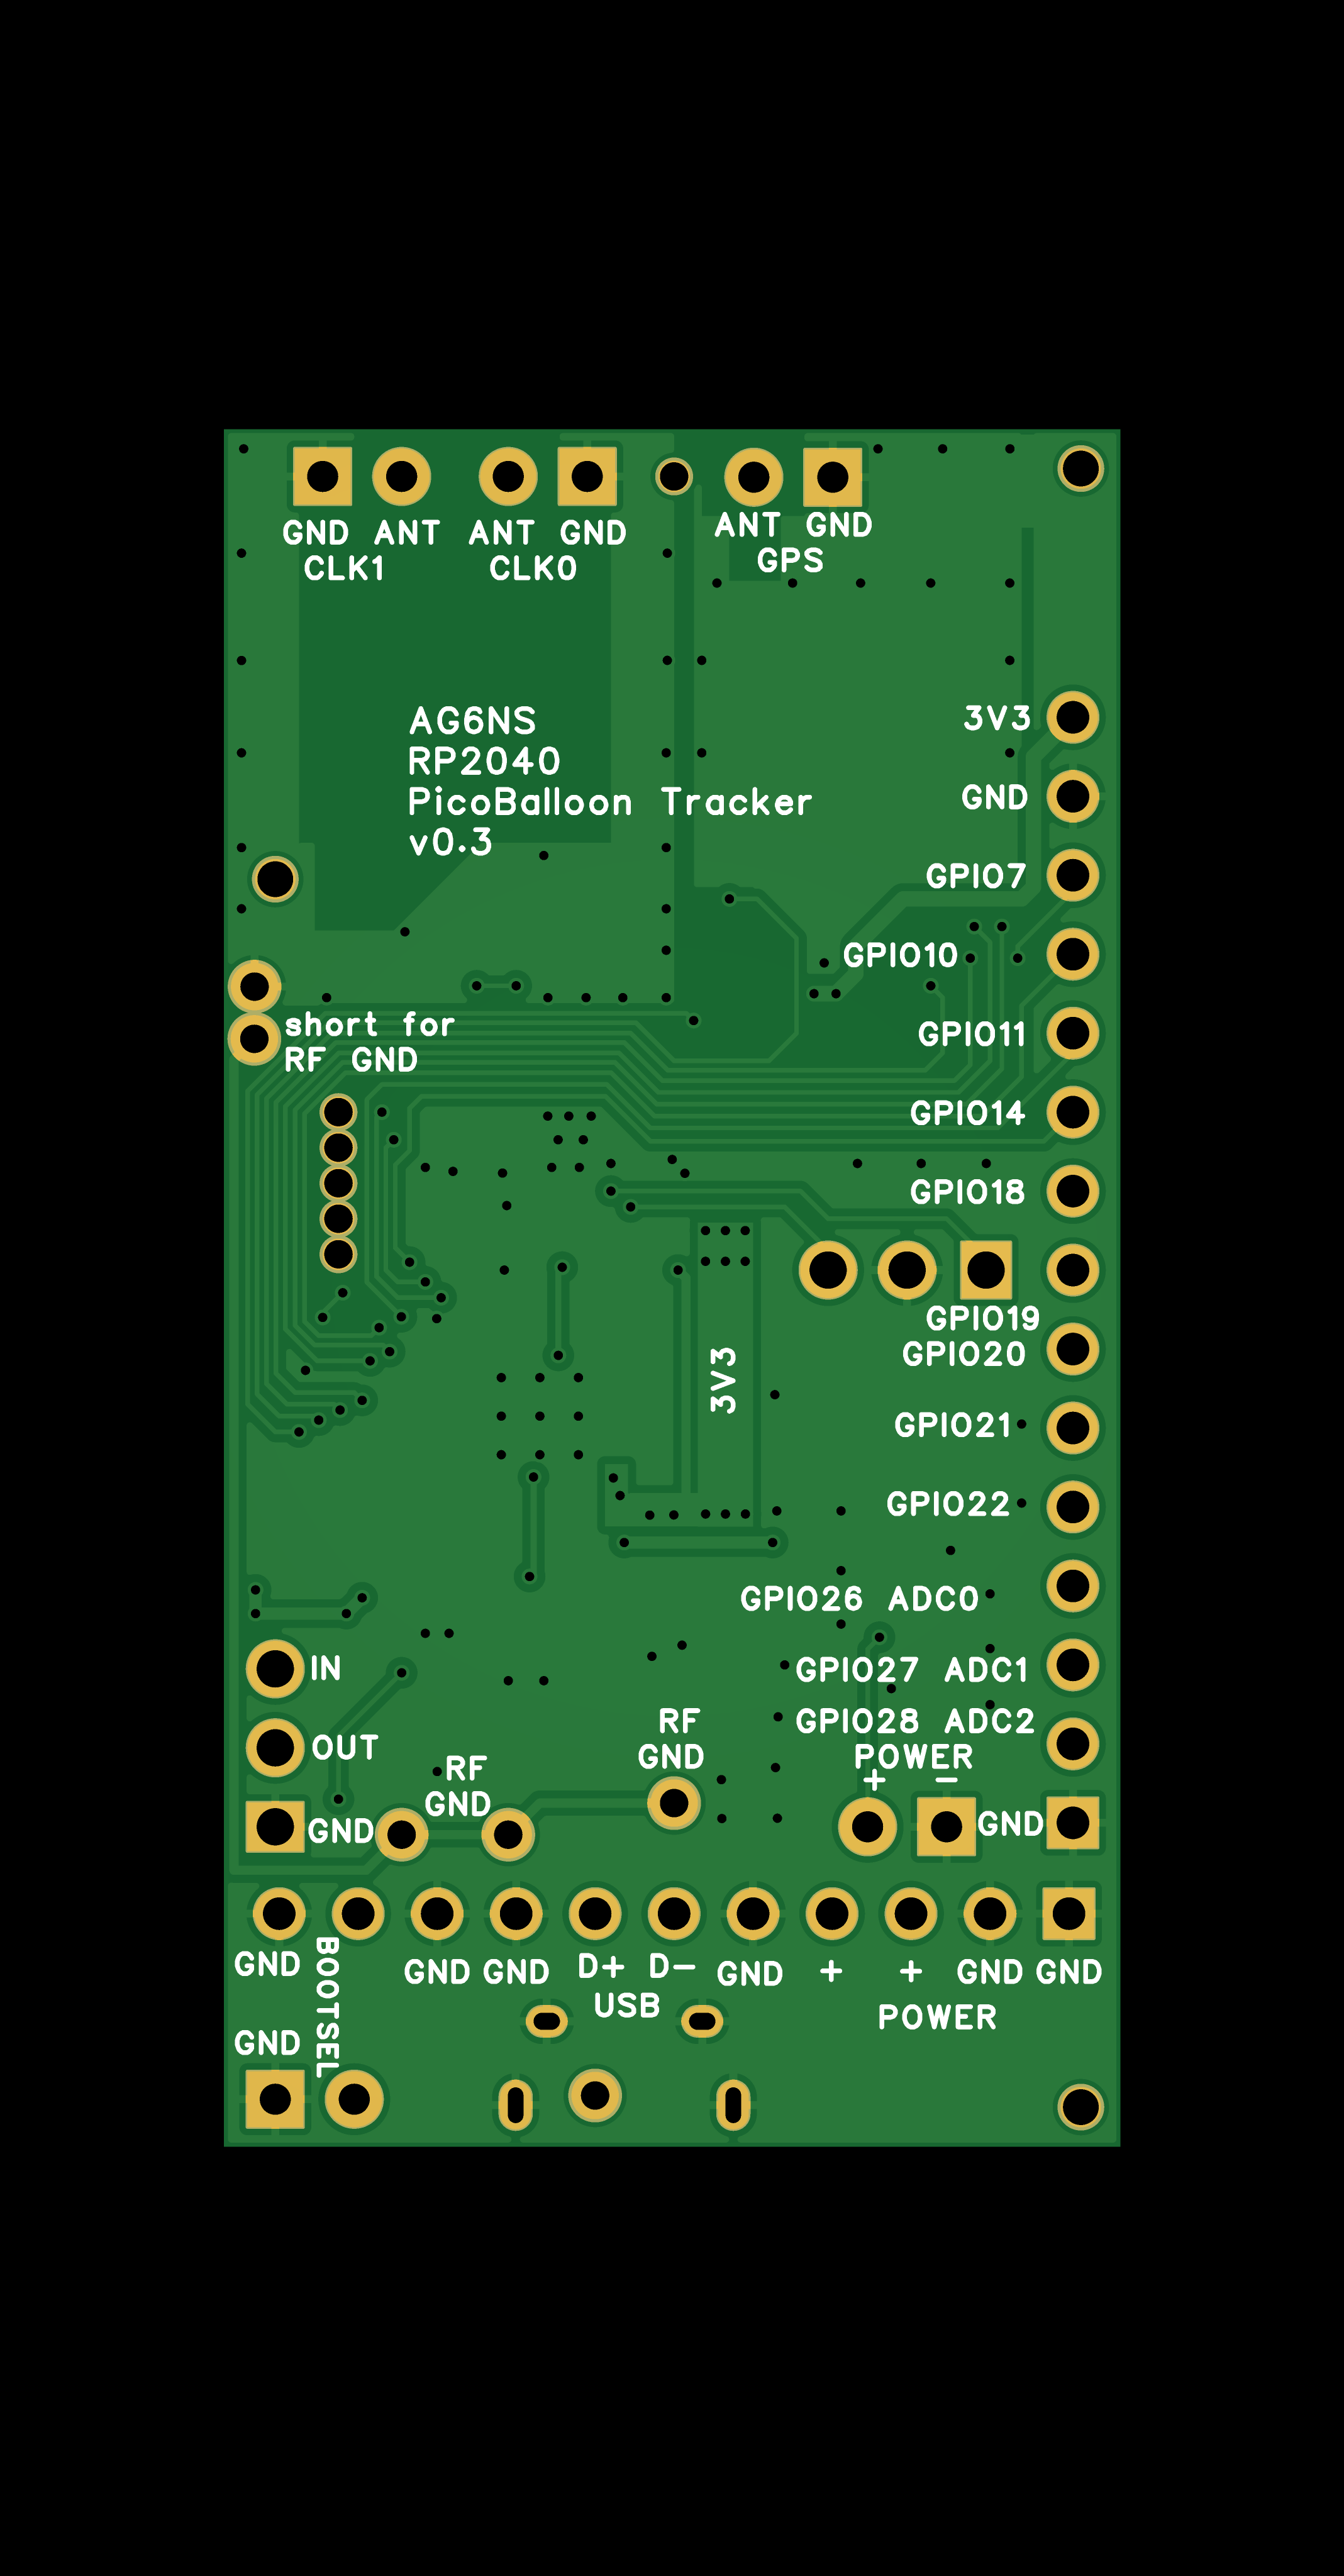 GND ANT ANT GND
CLK1 CLK0
ANT GND
GPS
AG6NS
RP2040
PicoBalloon Tracker
v0.3
3V3
GND
GPIO7
GPIO10
GPIO11
short for
RF GND
GPIO14
GPIO18
GPIO19
GPIO20
3V3
GPIO21
GPIO22
GPIO26 ADC0
IN
GPIO27 ADC1
OUT
RF
GND
GPIO28 ADC2
POWER
+ -
RF
GND
GND
GND
GND
BOOTSEL
GND GND D+ D- GND + + GND GND
USB
POWER
GND